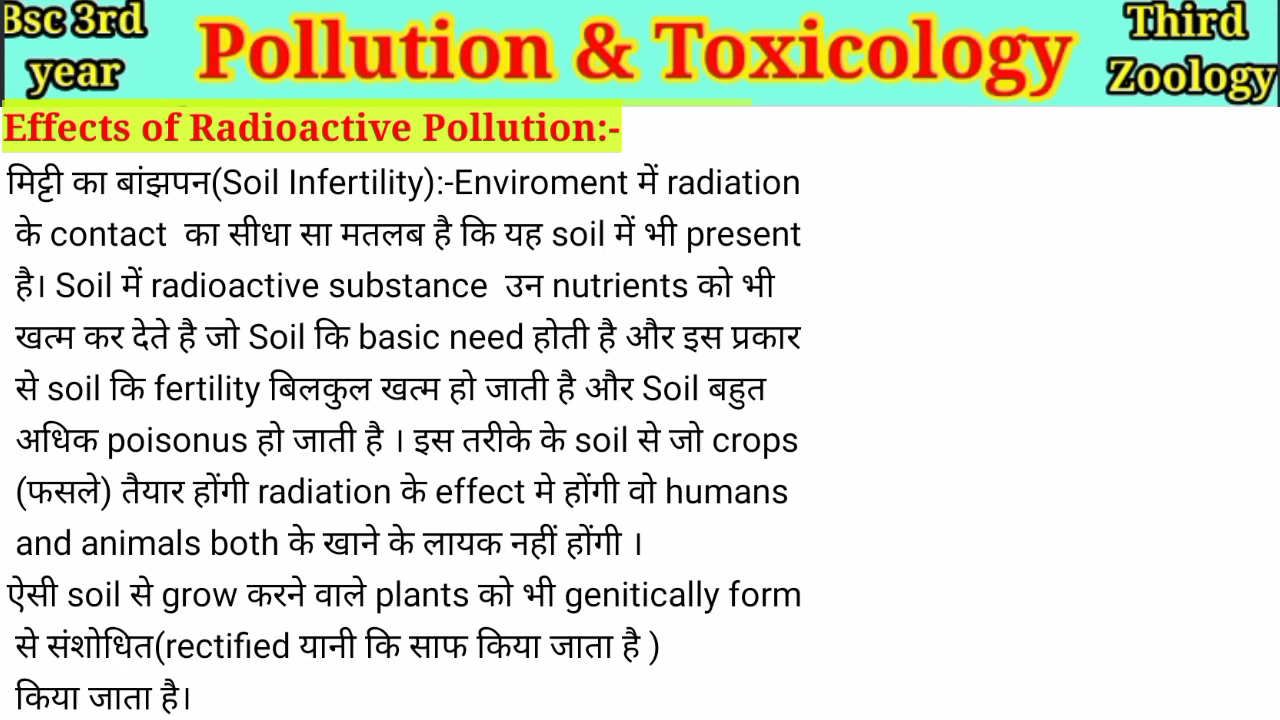 Bsc 3rd
year
Pollution & Toxicology
Third
Zoology
Effects of Radioactive Pollution:-
मिट्टी का बांझपन(Soil Infertility):-Enviroment में radiation
के contact का सीधा सा मतलब है कि यह soil में भी present
है। Soil में radioactive substance उन nutrients को भी
खत्म कर देते है जो Soil कि basic need होती है और इस प्रकार
से soil कि fertility बिलकुल खत्म हो जाती है और Soil बहुत
अधिक poisonus हो जाती है । इस तरीके के soil से जो crops
(फसले) तैयार होंगी radiation के effect मे होंगी वो humans
and animals both के खाने के लायक नहीं होंगी ।
ऐसी soil से grow करने वाले plants को भी genitically form
से संशोधित(rectified यानी कि साफ किया जाता है )
किया जाता है।